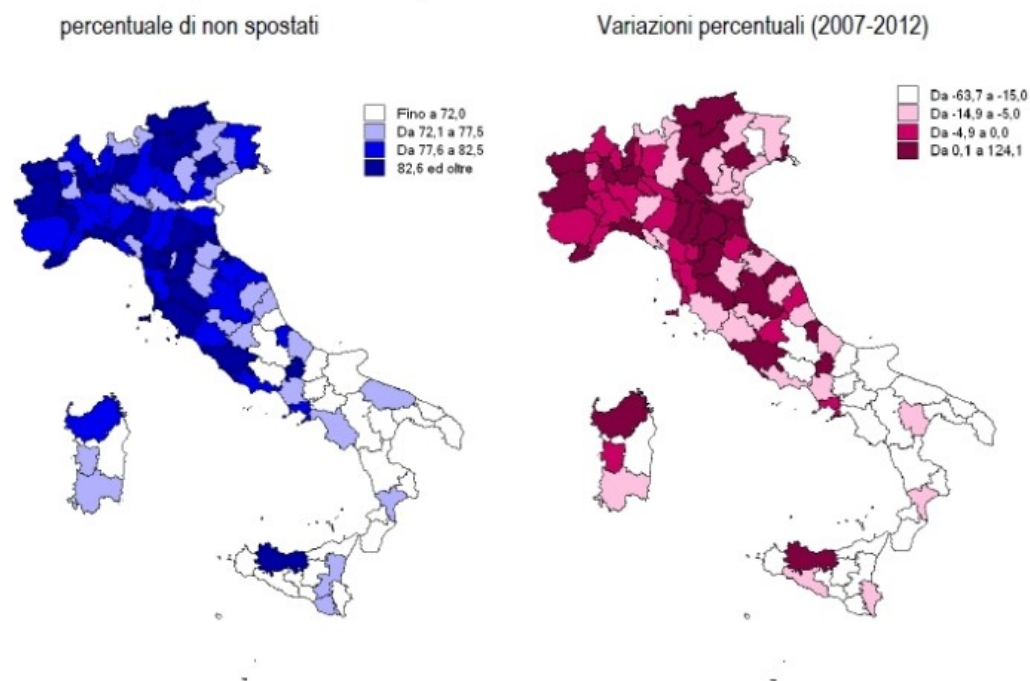 percentuale di non spostati
Fino a 72,0
Da 72,1 a 77,5
Da 77,6 a 82,5
82,6 ed oltre
Variazioni percentuali (2007-2012)
Da -63,7 a -15,0
Da -14,9 a -5,0
Da -4,9 a 0,0
Da 0,1 a 124,1